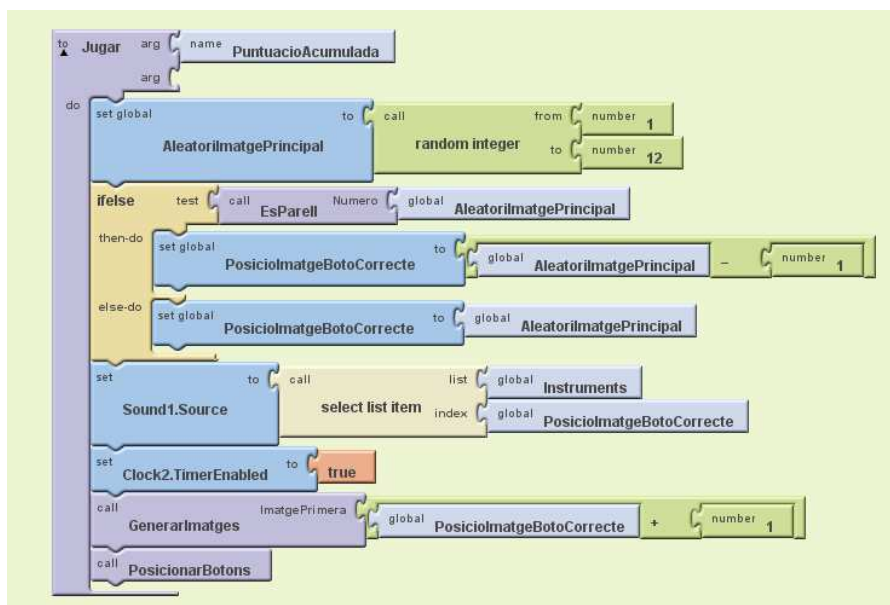 to Jugar arg name PuntuacioAcumulada
arg
do
set global to call from number 1
AleatoriImatgePrincipal random integer to number 12
ifelse test call EsParell Numero global AleatoriImatgePrincipal
then-do set global PosicioImatgeBotoCorrecte to global AleatoriImatgePrincipal - number 1
else-do set global PosicioImatgeBotoCorrecte to global AleatoriImatgePrincipal
set to call list global Instruments
Sound1.Source select list item index global PosicioImatgeBotoCorrecte
set Clock2.TimerEnabled to true
call GenerarImatges ImatgePrimera global PosicioImatgeBotoCorrecte + number 1
call PosicionarBotons